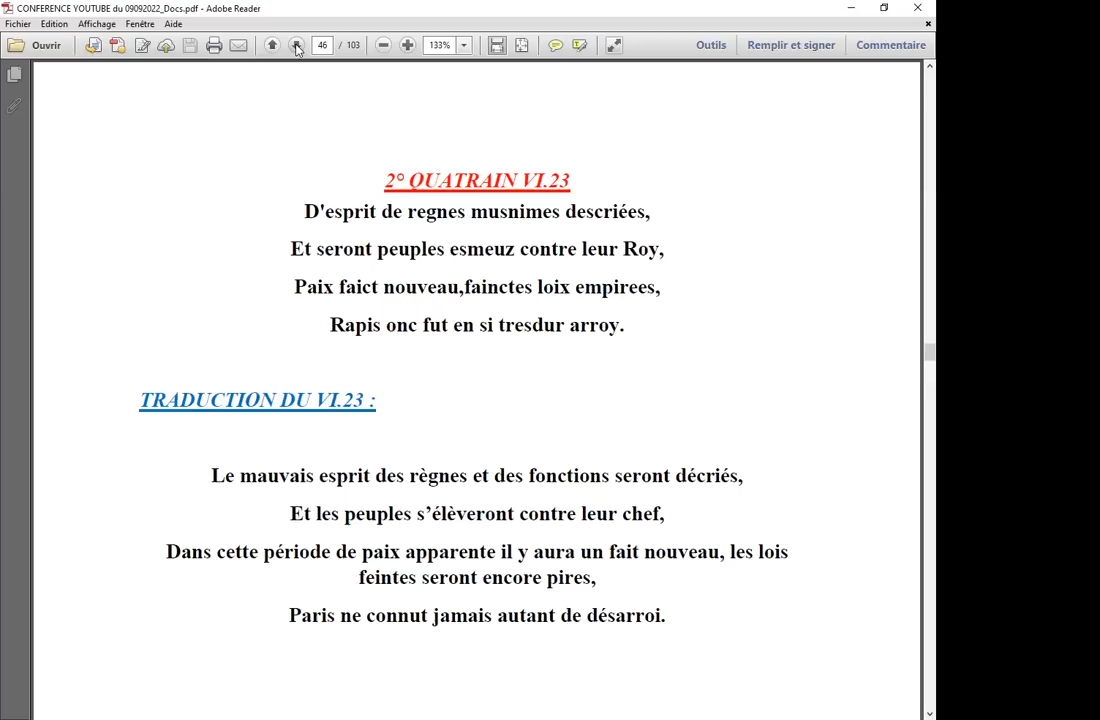 CONFERENCE YOUTUBE du 09092022_Docs.pdf - Adobe Reader
Fichier Edition Affichage Fenêtre Aide
Ouvrir 46 / 103 133% Outils Remplir et signer Commentaire
2° QUATRAIN VI.23
D'esprit de regnes musnimes descriées,
Et seront peuples esmeuz contre leur Roy,
Paix faict nouveau,fainctes loix empirees,
Rapis onc fut en si tresdur arroy.
TRADUCTION DU VI.23 :
Le mauvais esprit des règnes et des fonctions seront décriés,
Et les peuples s’élèveront contre leur chef,
Dans cette période de paix apparente il y aura un fait nouveau, les lois
feintes seront encore pires,
Paris ne connut jamais autant de désarroi.